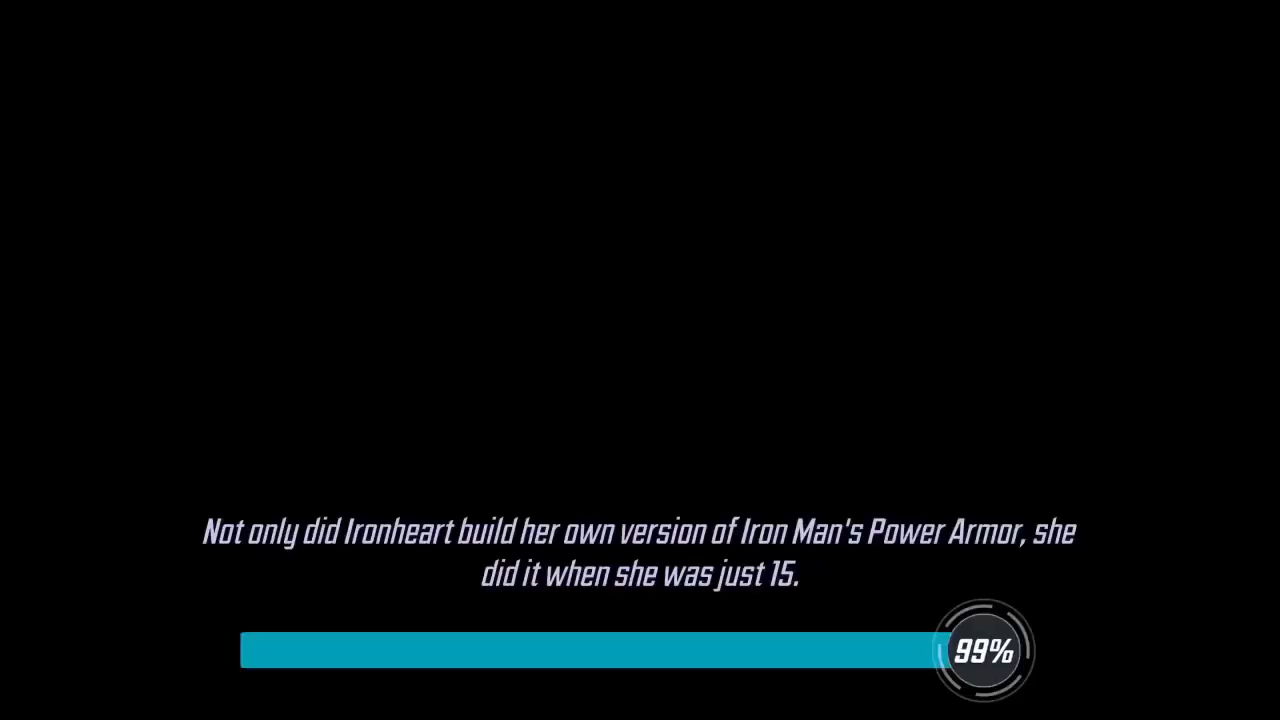 Not only did Ironheart build her own version of Iron Man's Power Armor, she
did it when she was just 15.
99%